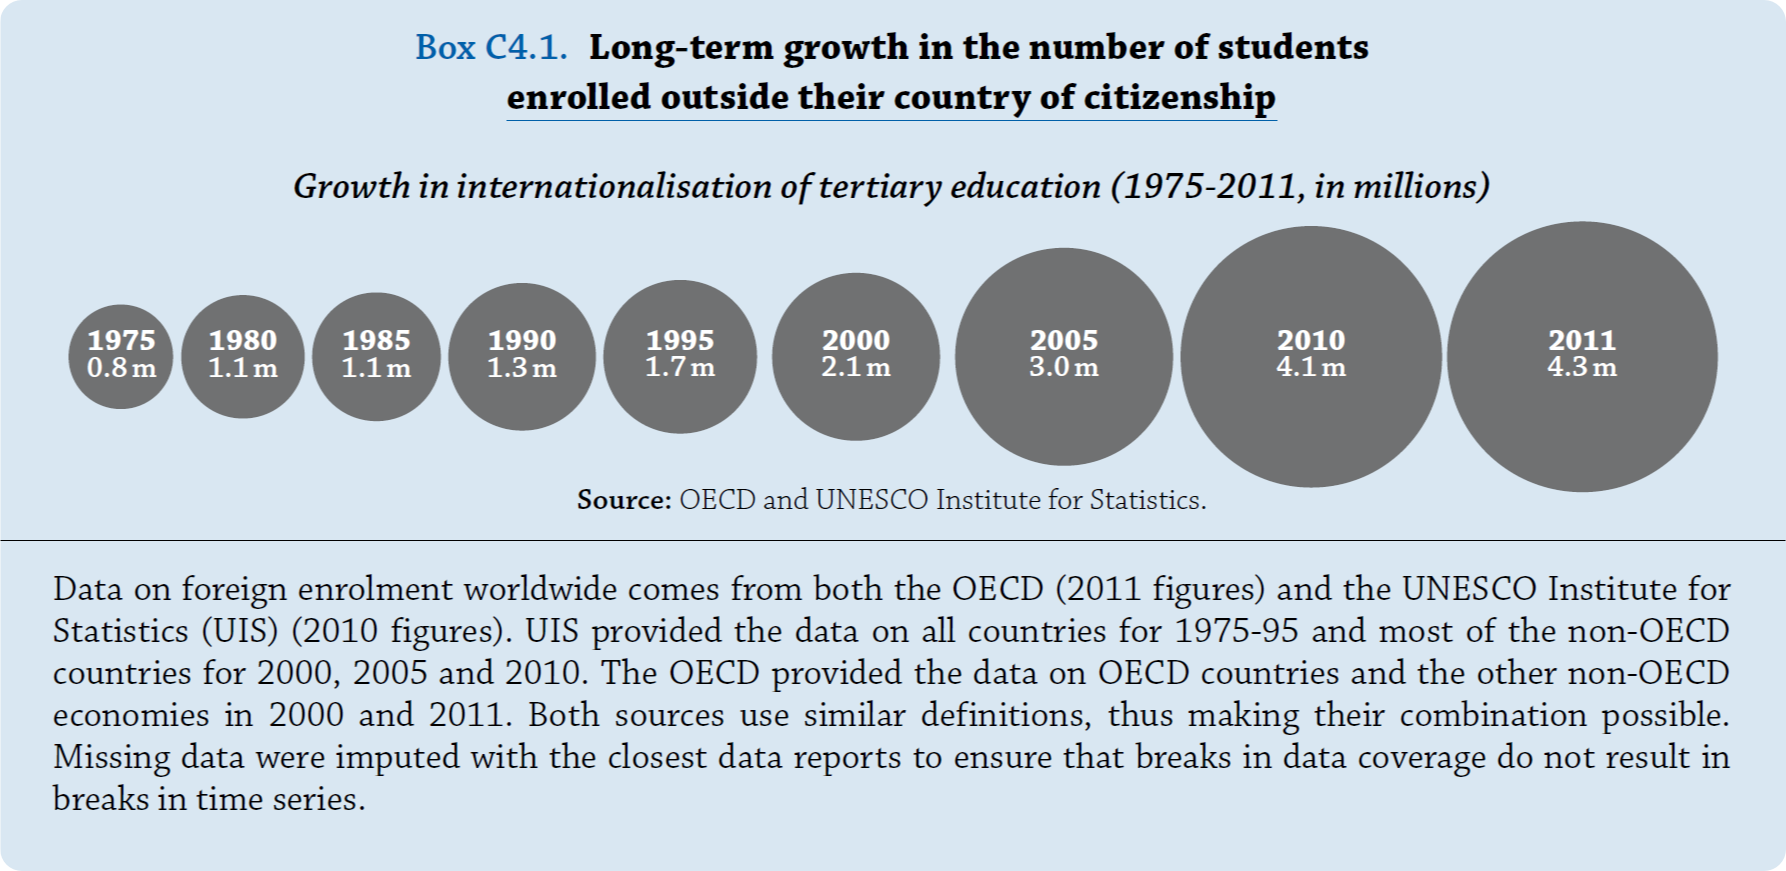 Box C4.1. Long-term growth in the number of students
enrolled outside their country of citizenship
Growth in internationalisation of tertiary education (1975-2011, in millions)
1975
0.8 m
1980
1.1 m
1985
1.1 m
1990
1.3 m
1995
1.7 m
2000
2.1 m
2005
3.0 m
2010
4.1 m
2011
4.3 m
Source: OECD and UNESCO Institute for Statistics.
Data on foreign enrolment worldwide comes from both the OECD (2011 figures) and the UNESCO Institute for
Statistics (UIS) (2010 figures). UIS provided the data on all countries for 1975-95 and most of the non-OECD
countries for 2000, 2005 and 2010. The OECD provided the data on OECD countries and the other non-OECD
economies in 2000 and 2011. Both sources use similar definitions, thus making their combination possible.
Missing data were imputed with the closest data reports to ensure that breaks in data coverage do not result in
breaks in time series.